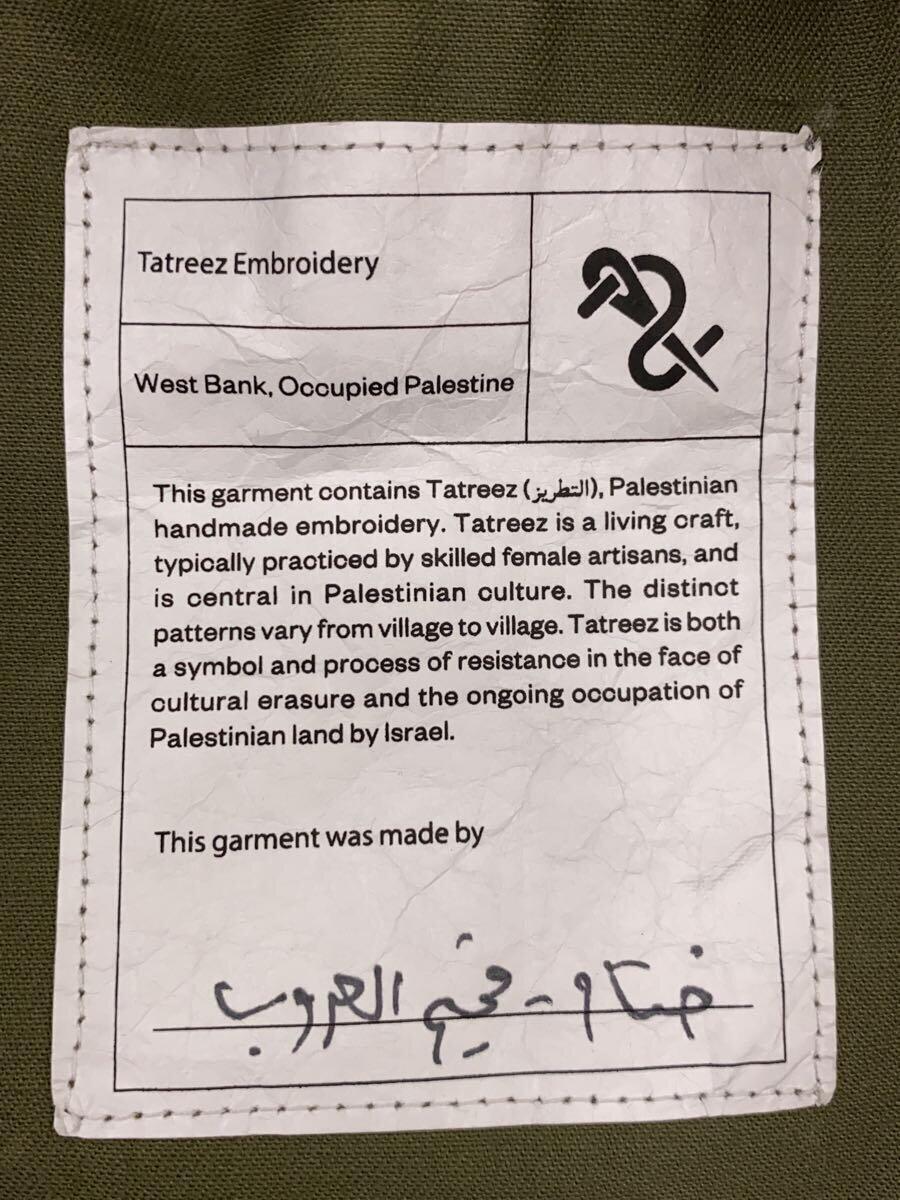 Tatreez Embroidery
West Bank, Occupied Palestine
This garment contains Tatreez (التطريز), Palestinian
handmade embroidery. Tatreez is a living craft,
typically practiced by skilled female artisans, and
is central in Palestinian culture. The distinct
patterns vary from village to village. Tatreez is both
a symbol and process of resistance in the face of
cultural erasure and the ongoing occupation of
Palestinian land by Israel.
This garment was made by
- مخيم العروب